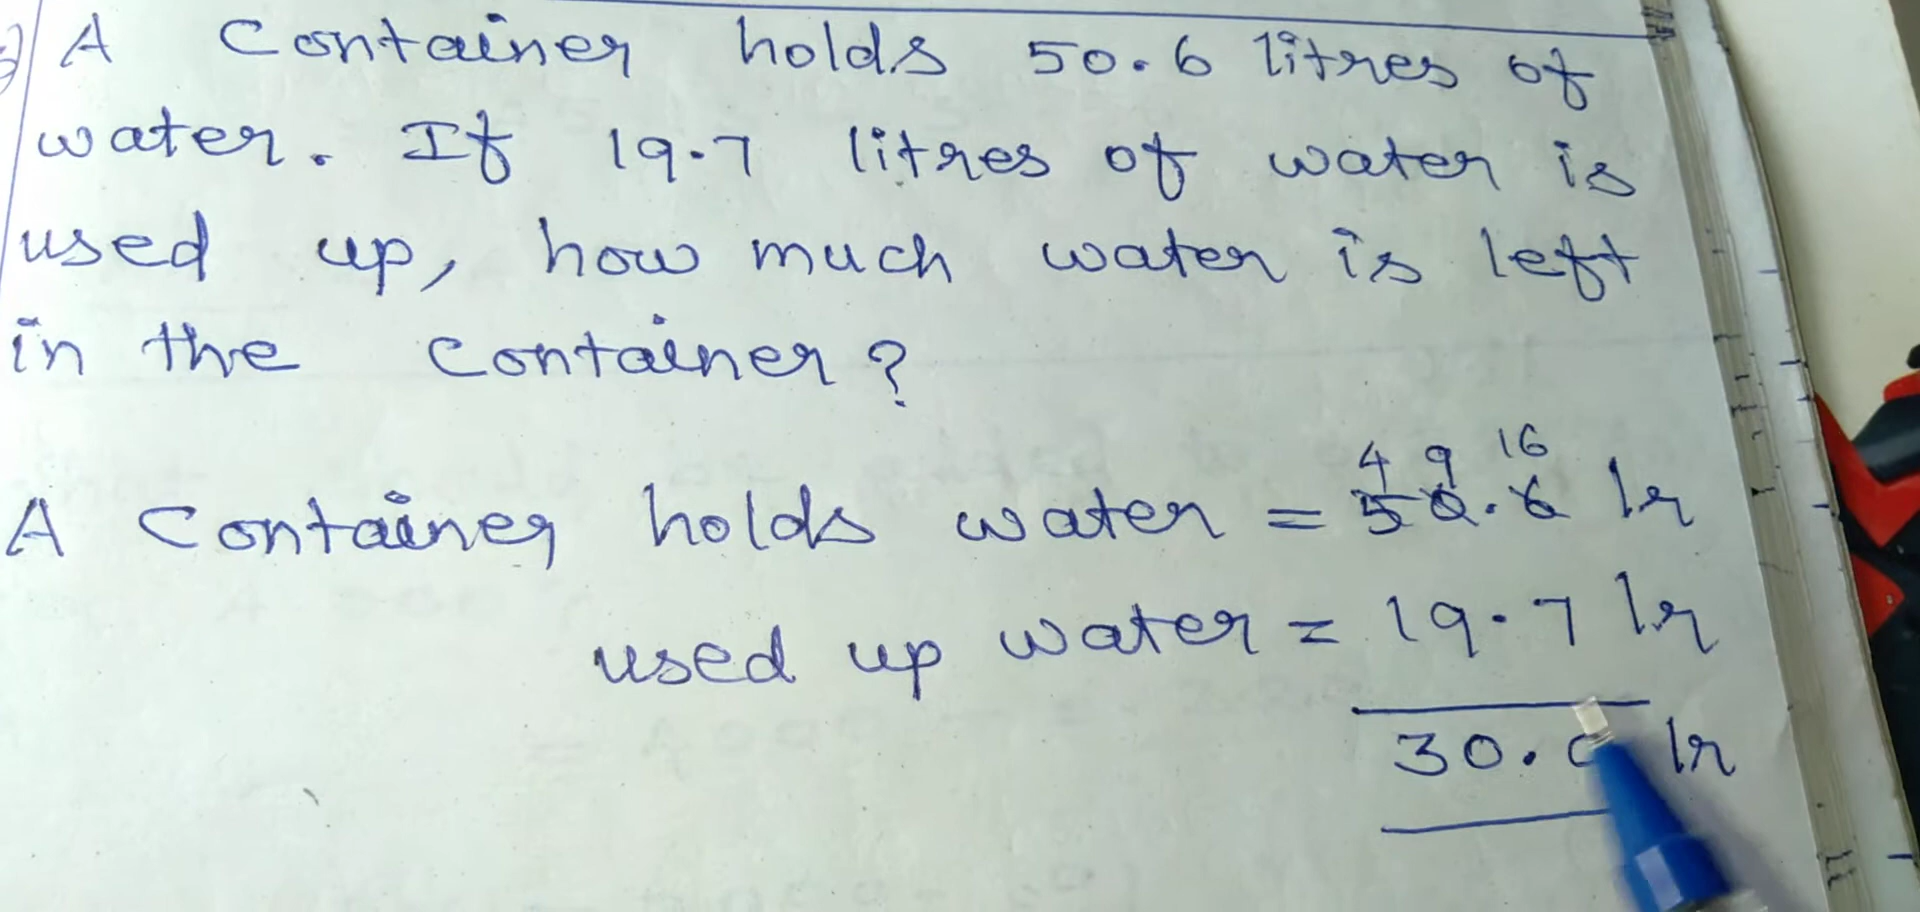 A Container holds 50.6 litres of
water. If 19.7 litres of water is
used up, how much water is left
in the Container?
4 9 16
A Container holds water = 50.6 lr
used up water = 19.7 lr
30. lr